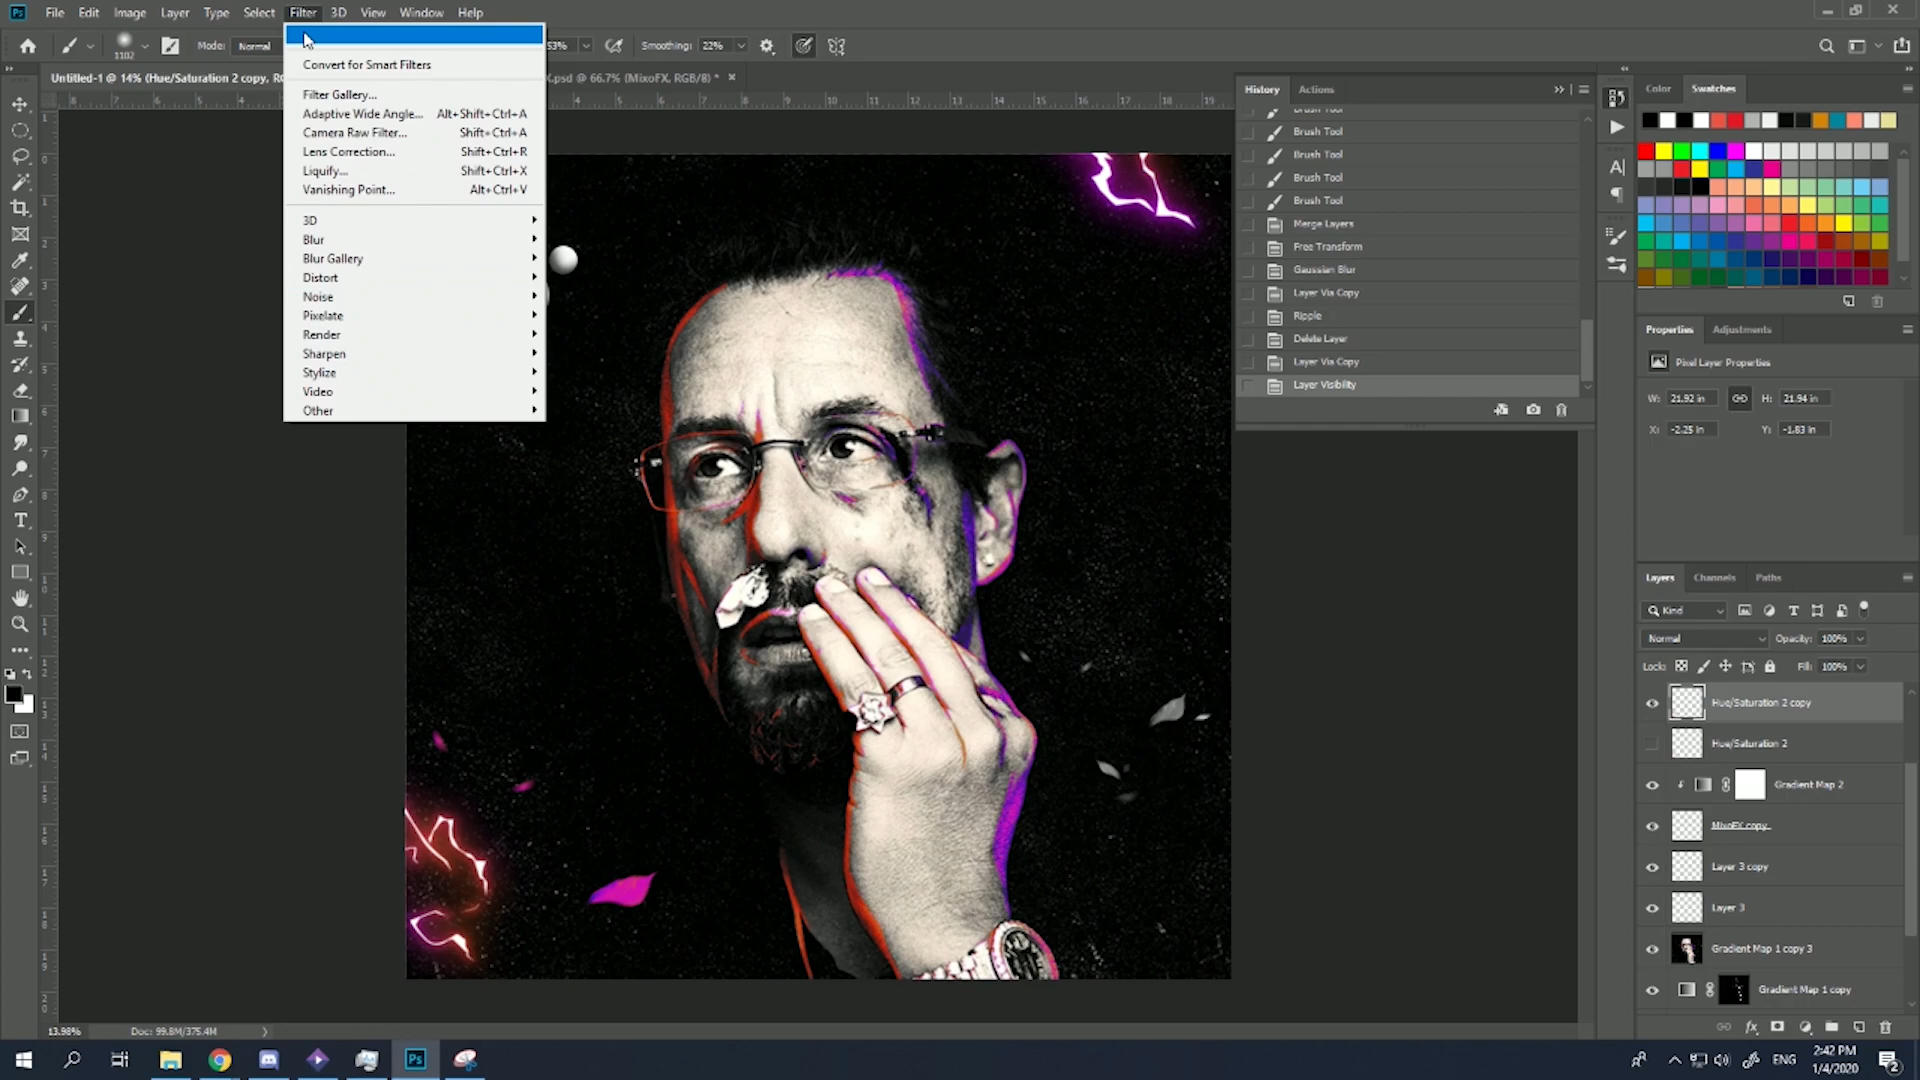 Ps File Edit Image Layer Type Select Filter 3D View Window Help
1102 Mode: Normal 53% Smoothing: 22%
Untitled-1 @ 14% (Hue/Saturation 2 copy, X.psd @ 66.7% (MixoFX, RGB/8) *
Convert for Smart Filters
Filter Gallery...
Adaptive Wide Angle... Alt+Shift+Ctrl+A
Camera Raw Filter... Shift+Ctrl+A
Lens Correction... Shift+Ctrl+R
Liquify... Shift+Ctrl+X
Vanishing Point... Alt+Ctrl+V
3D
Blur
Blur Gallery
Distort
Noise
Pixelate
Render
Sharpen
Stylize
Video
Other
History Actions
Brush Tool
Brush Tool
Brush Tool
Brush Tool
Merge Layers
Free Transform
Gaussian Blur
Layer Via Copy
Ripple
Delete Layer
Layer Via Copy
Layer Visibility
Color Swatches
Properties Adjustments
Pixel Layer Properties
W: 21.92 in H: 21.94 in
X: -2.25 in Y: -1.83 in
Layers Channels Paths
Kind
Normal Opacity: 100%
Lock: Fill: 100%
Hue/Saturation 2 copy
Hue/Saturation 2
Gradient Map 2
MixoFX copy
Layer 3 copy
Layer 3
Gradient Map 1 copy 3
Gradient Map 1 copy
13.98% Doc: 99.8M/375.4M
Ps
ENG 2:42 PM
1/4/2020
2